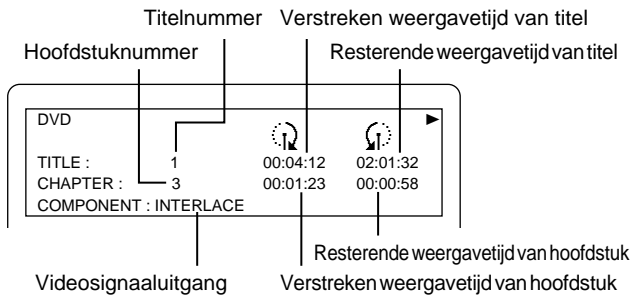 Titelnummer Verstreken weergavetijd van titel
Hoofdstuknummer Resterende weergavetijd van titel
DVD
TITLE : 1 00:04:12 02:01:32
CHAPTER : 3 00:01:23 00:00:58
COMPONENT : INTERLACE
Resterende weergavetijd van hoofdstuk
Videosignaaluitgang Verstreken weergavetijd van hoofdstuk